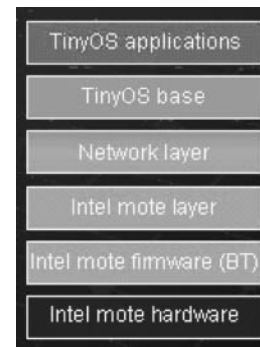 TinyOS applications
TinyOS base
Network layer
Intel mote layer
Intel mote firmware (BT)
Intel mote hardware